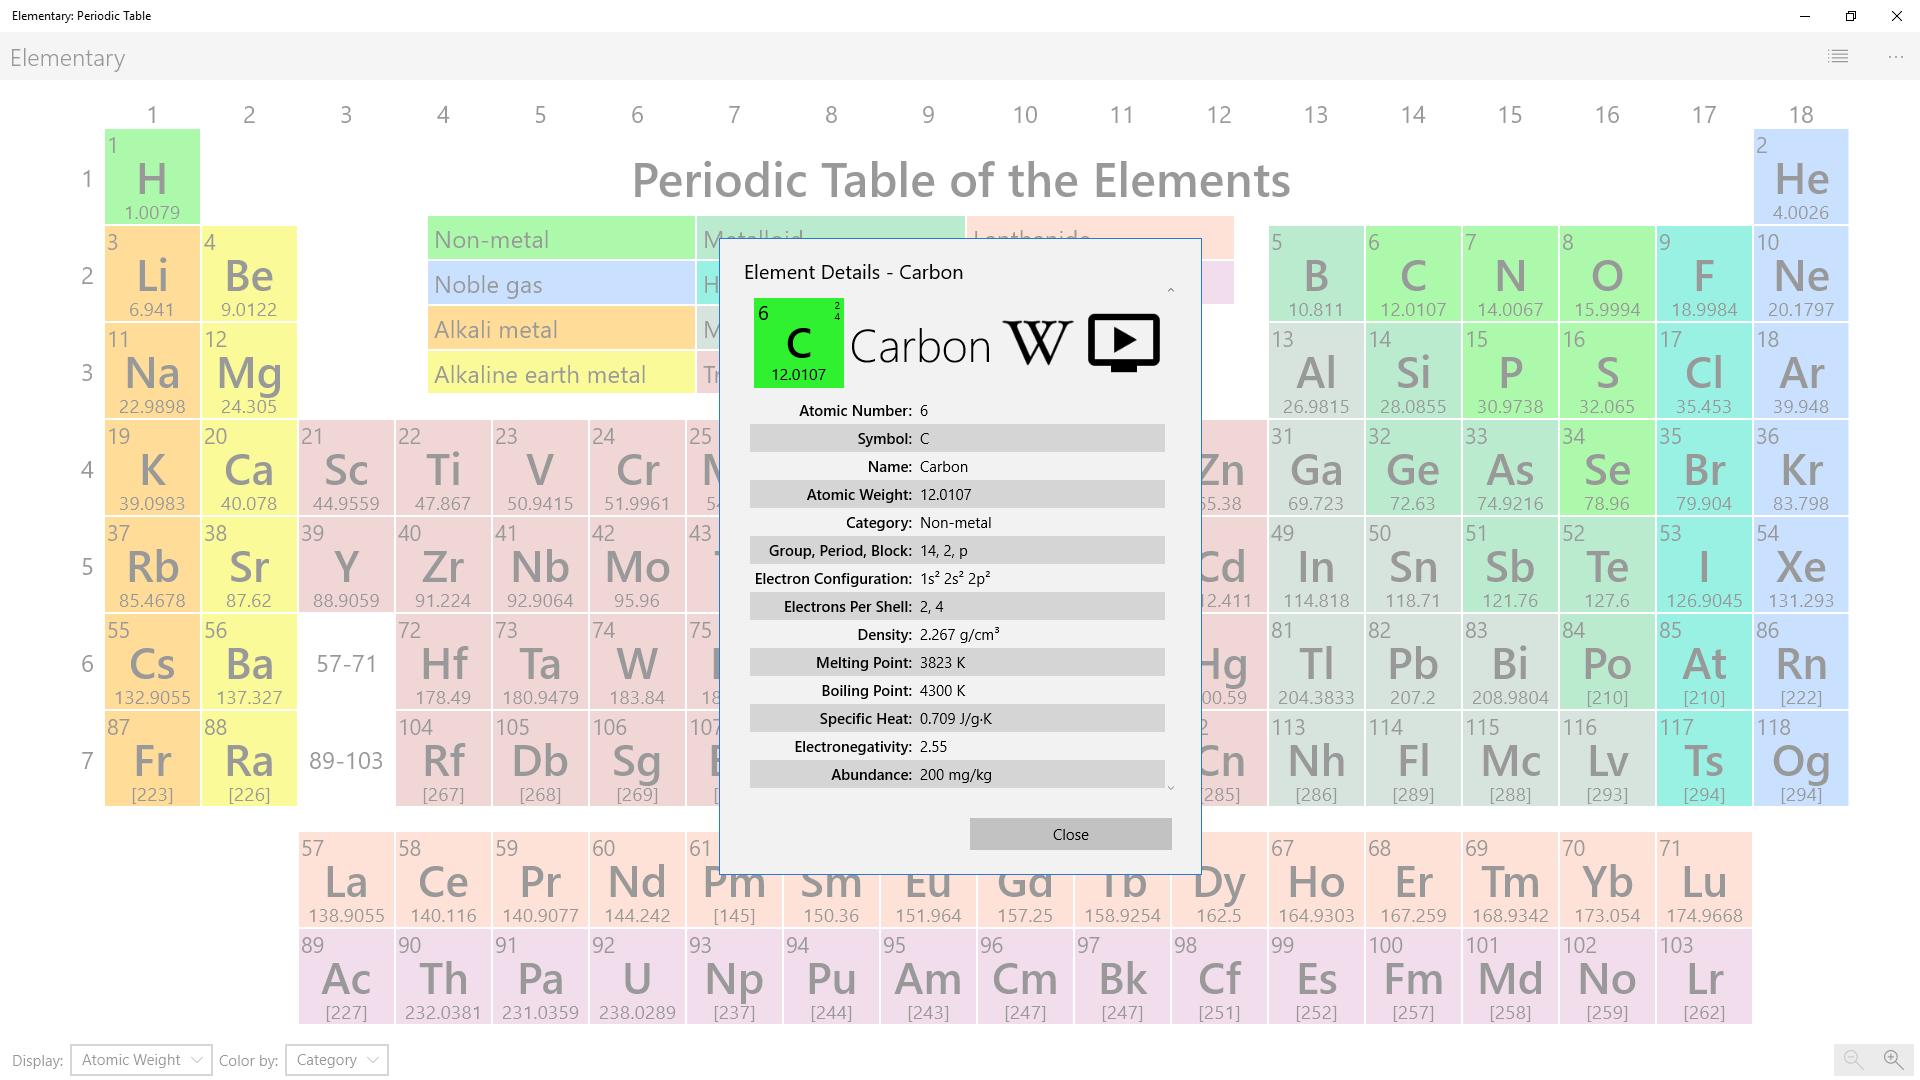 Elementary: Periodic Table
Elementary
1 2 3 4 5 6 7 8 9 10 11 12 13 14 15 16 17 18
Periodic Table of the Elements
1
1 H 1.0079
2 He 4.0026
Non-metal
Noble gas
Alkali metal
Alkaline earth metal
2
3 Li 6.941
4 Be 9.0122
5 B 10.811
6 C 12.0107
7 N 14.0067
8 O 15.9994
9 F 18.9984
10 Ne 20.1797
3
11 Na 22.9898
12 Mg 24.305
13 Al 26.9815
14 Si 28.0855
15 P 30.9738
16 S 32.065
17 Cl 35.453
18 Ar 39.948
4
19 K 39.0983
20 Ca 40.078
21 Sc 44.9559
22 Ti 47.867
23 V 50.9415
24 Cr 51.9961
25
Zn
31 Ga 69.723
32 Ge 72.63
33 As 74.9216
34 Se 78.96
35 Br 79.904
36 Kr 83.798
5
37 Rb 85.4678
38 Sr 87.62
39 Y 88.9059
40 Zr 91.224
41 Nb 92.9064
42 Mo 95.96
43
Cd
49 In 114.818
50 Sn 118.71
51 Sb 121.76
52 Te 127.6
53 I 126.9045
54 Xe 131.293
6
55 Cs 132.9055
56 Ba 137.327
57-71
72 Hf 178.49
73 Ta 180.9479
74 W 183.84
75
Hg
81 Tl 204.3833
82 Pb 207.2
83 Bi 208.9804
84 Po [210]
85 At [210]
86 Rn [222]
7
87 Fr [223]
88 Ra [226]
89-103
104 Rf [267]
105 Db [268]
106 Sg [269]
107
Cn [285]
113 Nh [286]
114 Fl [289]
115 Mc [288]
116 Lv [293]
117 Ts [294]
118 Og [294]
57 La 138.9055
58 Ce 140.116
59 Pr 140.9077
60 Nd 144.242
61 Pm [145]
Sm 150.36
Eu 151.964
Gd 157.25
Tb 158.9254
Dy 162.5
67 Ho 164.9303
68 Er 167.259
69 Tm 168.9342
70 Yb 173.054
71 Lu 174.9668
89 Ac [227]
90 Th 232.0381
91 Pa 231.0359
92 U 238.0289
93 Np [237]
94 Pu [244]
95 Am [243]
96 Cm [247]
97 Bk [247]
98 Cf [251]
99 Es [252]
100 Fm [257]
101 Md [258]
102 No [259]
103 Lr [262]
Element Details - Carbon
6 2 4 C 12.0107
Carbon W
Atomic Number: 6
Symbol: C
Name: Carbon
Atomic Weight: 12.0107
Category: Non-metal
Group, Period, Block: 14, 2, p
Electron Configuration: 1s² 2s² 2p²
Electrons Per Shell: 2, 4
Density: 2.267 g/cm³
Melting Point: 3823 K
Boiling Point: 4300 K
Specific Heat: 0.709 J/g·K
Electronegativity: 2.55
Abundance: 200 mg/kg
Close
Display: Atomic Weight Color by: Category